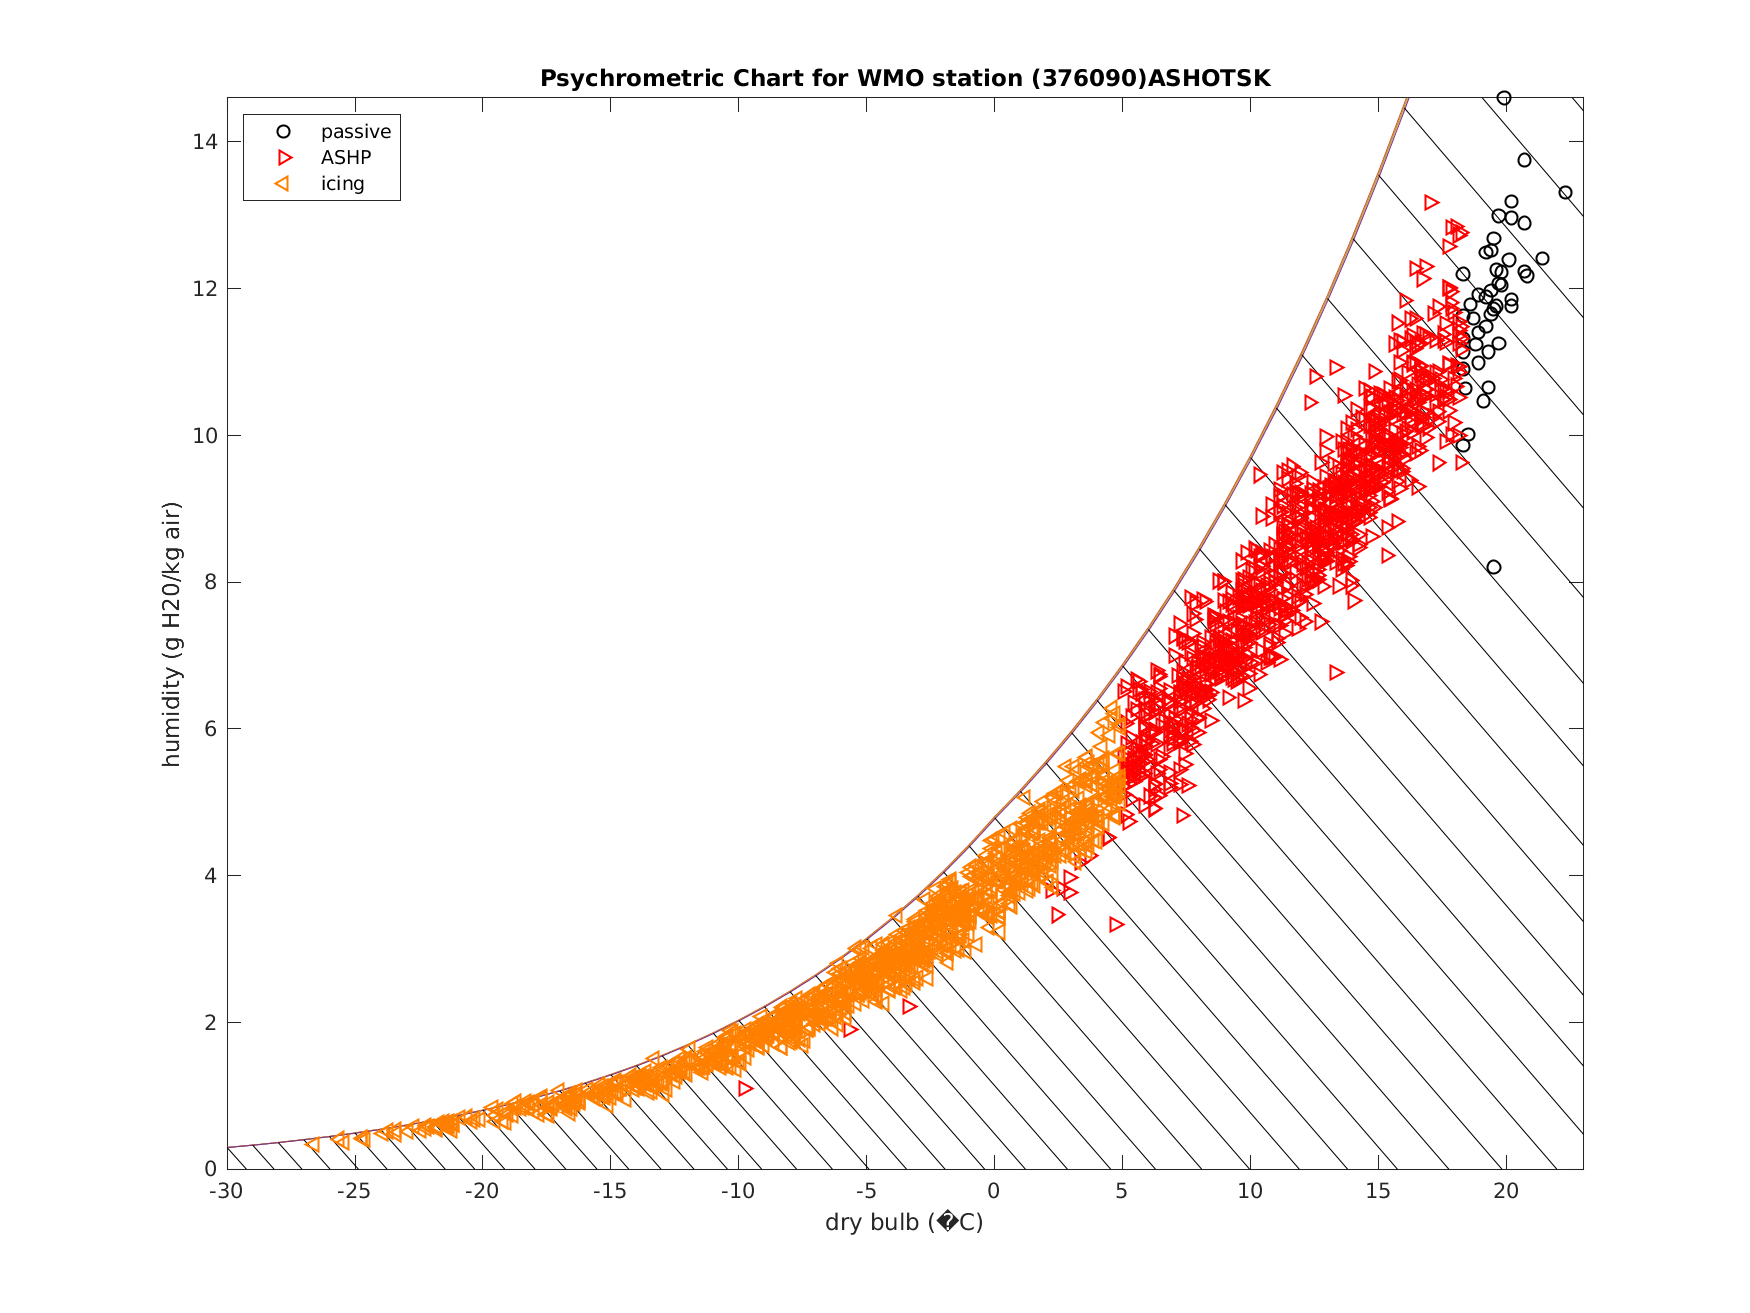 Psychrometric Chart for WMO station (376090)ASHOTSK
passive
ASHP
icing
14
12
10
8
6
4
2
0
humidity (g H20/kg air)
-30 -25 -20 -15 -10 -5 0 5 10 15 20
dry bulb (�C)